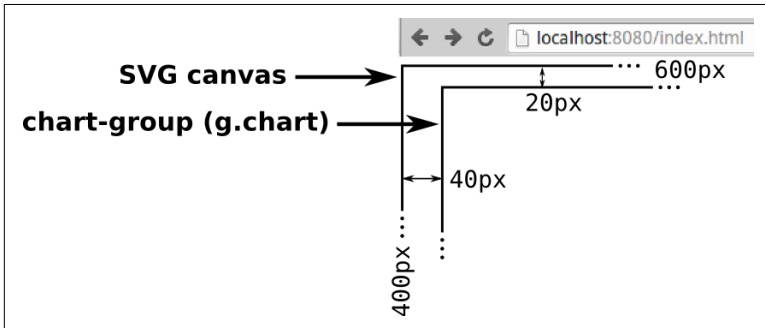 localhost:8080/index.html
SVG canvas
600px
20px
chart-group (g.chart)
40px
400px